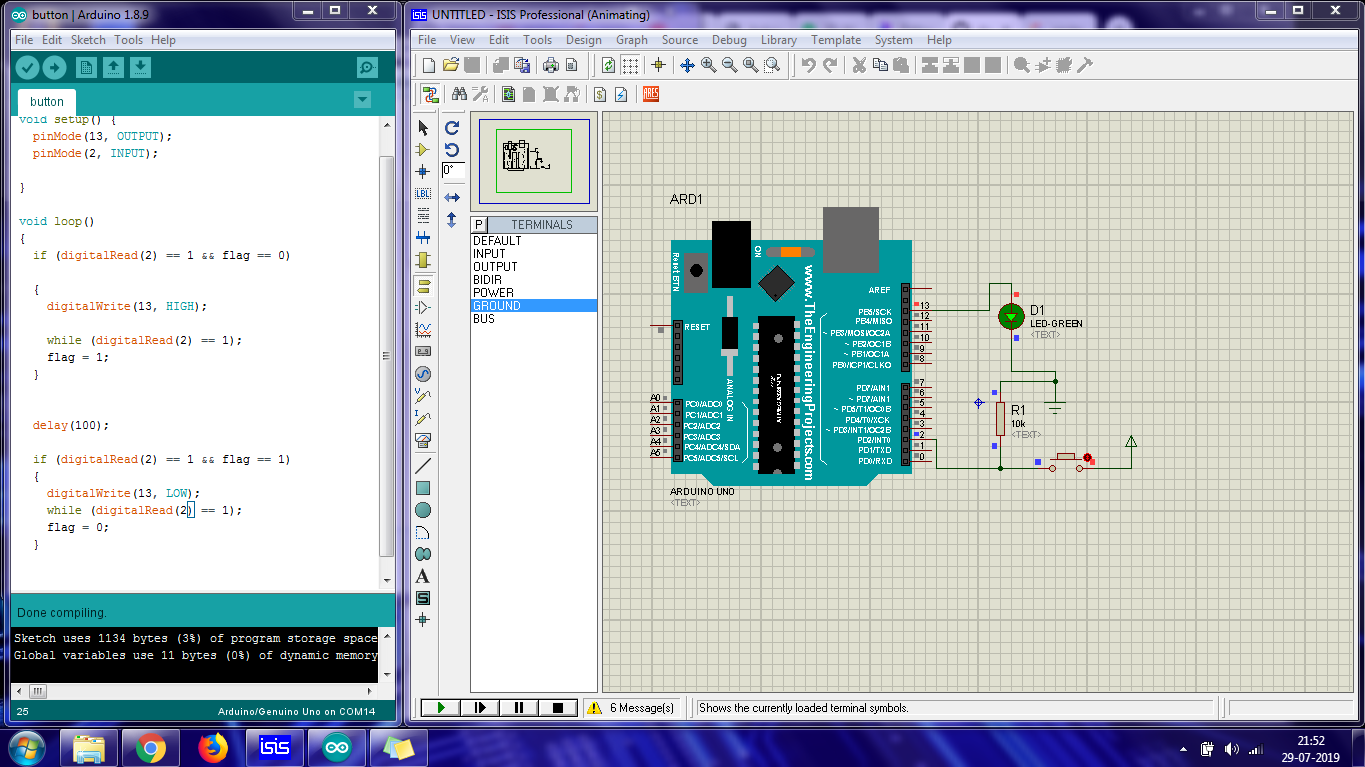 button | Arduino 1.8.9
File Edit Sketch Tools Help
button
void setup() {
pinMode(13, OUTPUT);
pinMode(2, INPUT);
}
void loop()
{
if (digitalRead(2) == 1 && flag == 0)
{
digitalWrite(13, HIGH);
while (digitalRead(2) == 1);
flag = 1;
}
delay(100);
if (digitalRead(2) == 1 && flag == 1)
{
digitalWrite(13, LOW);
while (digitalRead(2) == 1);
flag = 0;
}
Done compiling.
Sketch uses 1134 bytes (3%) of program storage space
Global variables use 11 bytes (0%) of dynamic memory
25
Arduino/Genuino Uno on COM14
isis UNTITLED - ISIS Professional (Animating)
File View Edit Tools Design Graph Source Debug Library Template System Help
ARES
0°
LBL
A
S
P TERMINALS
DEFAULT
INPUT
OUTPUT
BIDIR
POWER
GROUND
BUS
ARD1
Reset BTN
ON
www.TheEngineeringProjects.com
ANALOG IN
RESET
AREF
PB5/SCK 13
PB4/MISO 12
~ PB3/MOSI/OC2A 11
~ PB2/OC1B 10
~ PB1/OC1A 9
PB0/ICP1/CLKO 8
PD7/AIN1 7
~ PD7/AIN1 6
~ PD5/T1/OC0B 5
PD4/T0/XCK 4
~ PD3/INT1/OC2B 3
PD2/INT0 2
PD1/TXD 1
PD0/RXD 0
A0 PC0/ADC0
A1 PC1/ADC1
A2 PC2/ADC2
A3 PC3/ADC3
A4 PC4/ADC4/SDA
A5 PC5/ADC5/SCL
ARDUINO UNO
<TEXT>
D1
LED-GREEN
<TEXT>
R1
10k
<TEXT>
6 Message(s)
Shows the currently loaded terminal symbols.
isis
21:52
29-07-2019